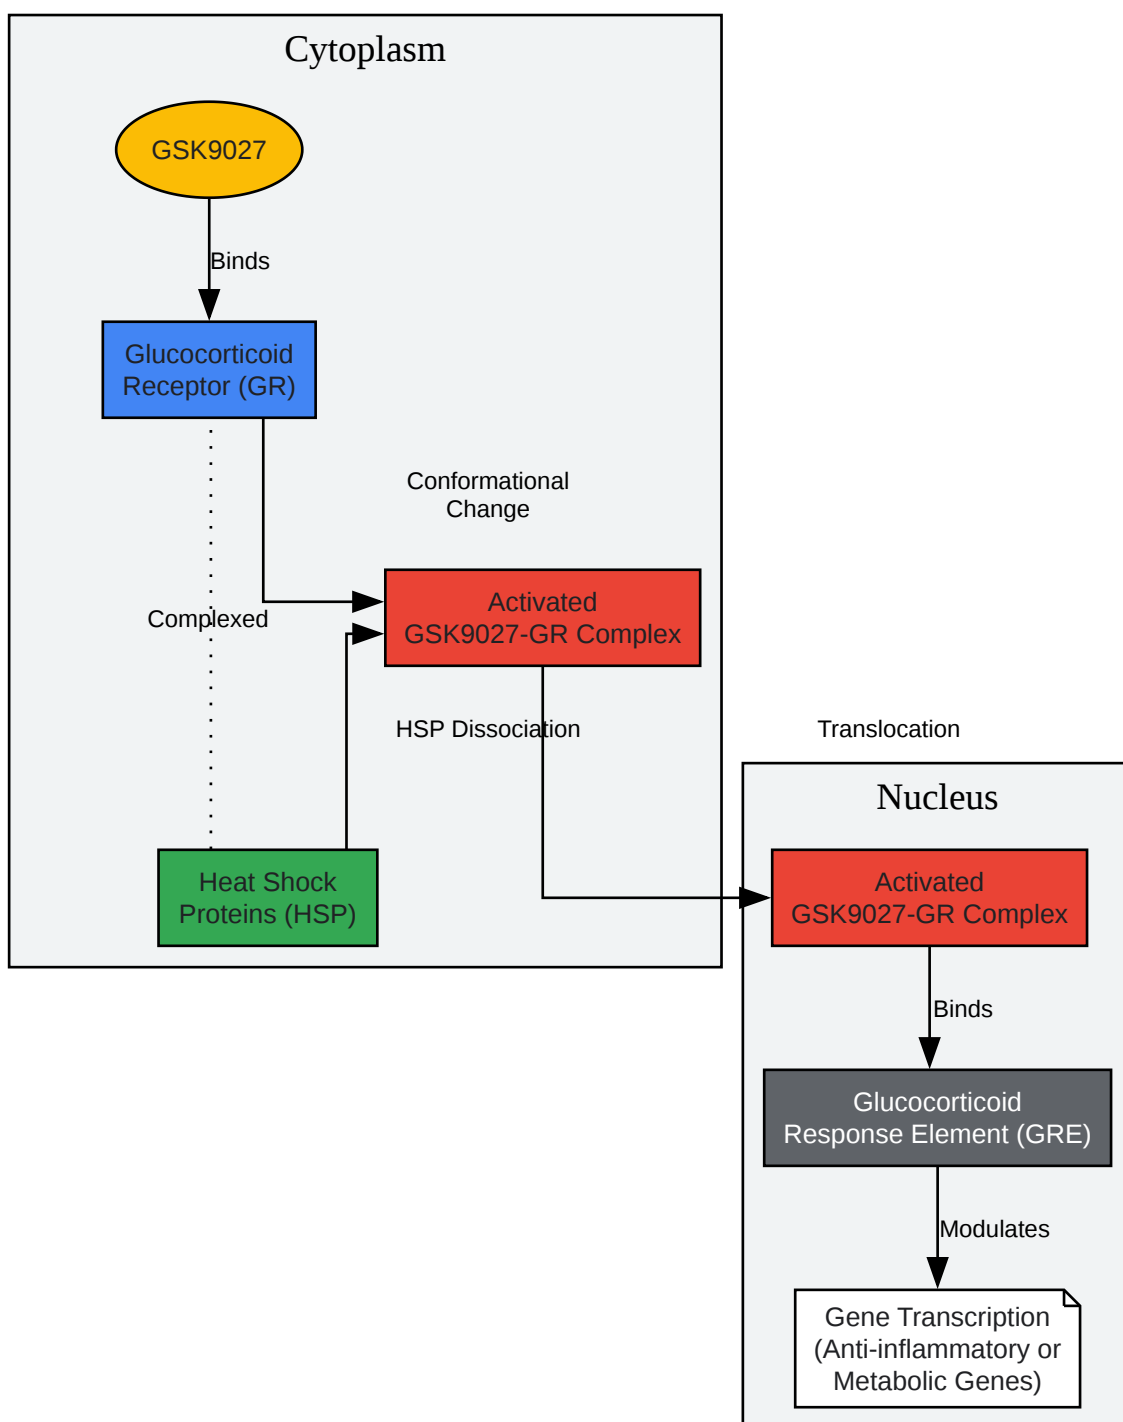 Cytoplasm
GSK9027
Binds
Glucocorticoid
Receptor (GR)
Conformational
Change
Complexed
Activated
GSK9027-GR Complex
HSP Dissociation
Translocation
Heat Shock
Proteins (HSP)
Nucleus
Activated
GSK9027-GR Complex
Binds
Glucocorticoid
Response Element (GRE)
Modulates
Gene Transcription
(Anti-inflammatory or
Metabolic Genes)